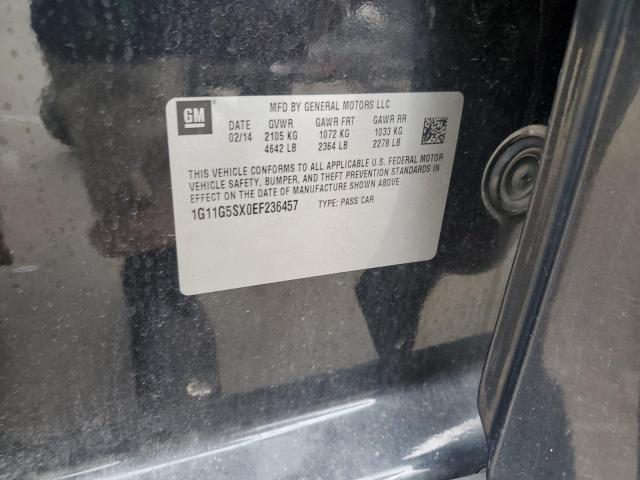 GM
MFD BY GENERAL MOTORS LLC
DATE GVWR GAWR FRT GAWR RR
02/14 2105 KG 1072 KG 1033 KG
4642 LB 2364 LB 2278 LB
THIS VEHICLE CONFORMS TO ALL APPLICABLE U.S. FEDERAL MOTOR
VEHICLE SAFETY, BUMPER, AND THEFT PREVENTION STANDARDS IN
EFFECT ON THE DATE OF MANUFACTURE SHOWN ABOVE.
1G11G5SX0EF236457 TYPE: PASS CAR